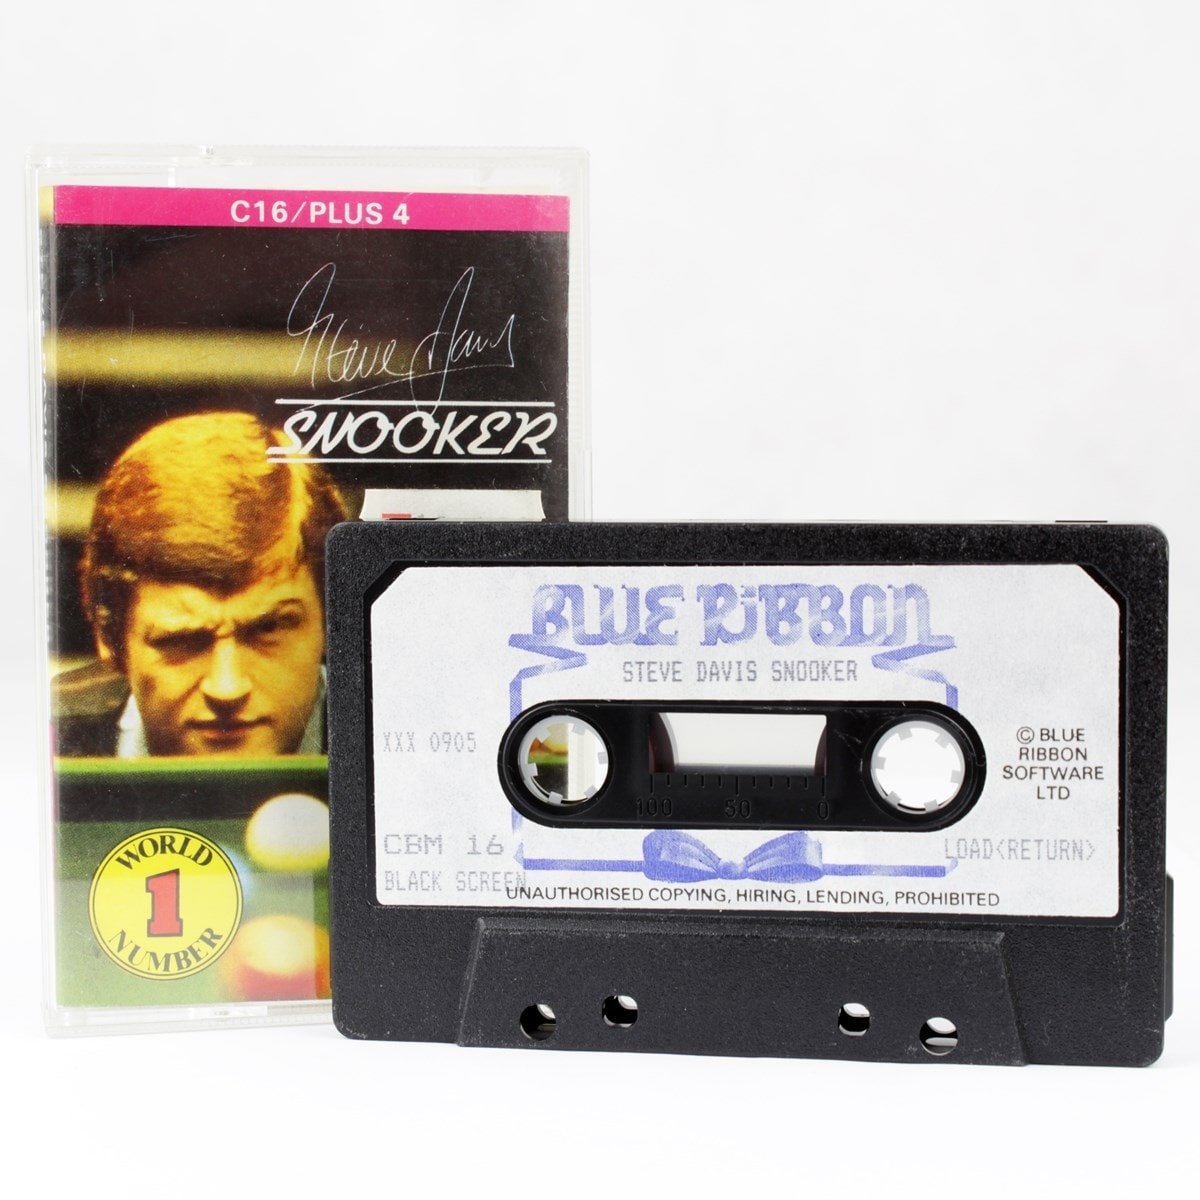 C16/PLUS 4
Steve Davis
SNOOKER
WORLD
1
NUMBER
BLUE RIBBON
STEVE DAVIS SNOOKER
XXX 0905
© BLUE
RIBBON
SOFTWARE
LTD
100 50 0
CBM 16
LOAD<RETURN>
BLACK SCREEN
UNAUTHORISED COPYING, HIRING, LENDING, PROHIBITED